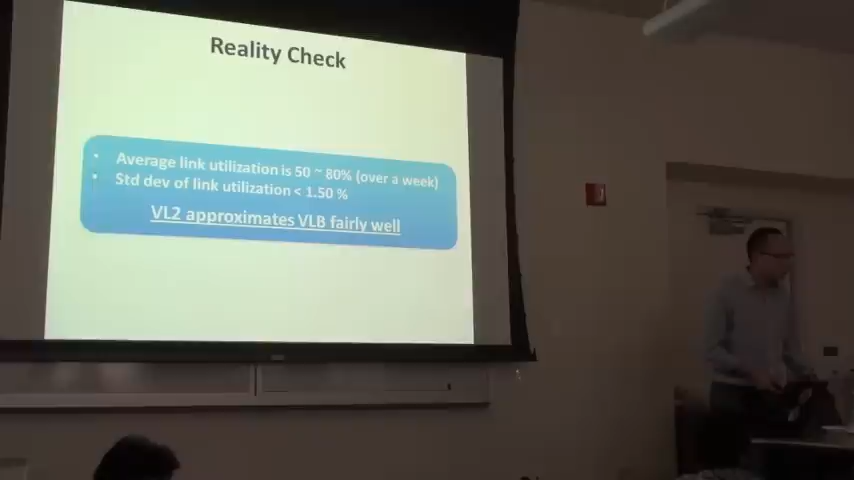 Reality Check
• Average link utilization is 50 ~ 80% (over a week)
• Std dev of link utilization < 1.50 %
VL2 approximates VLB fairly well